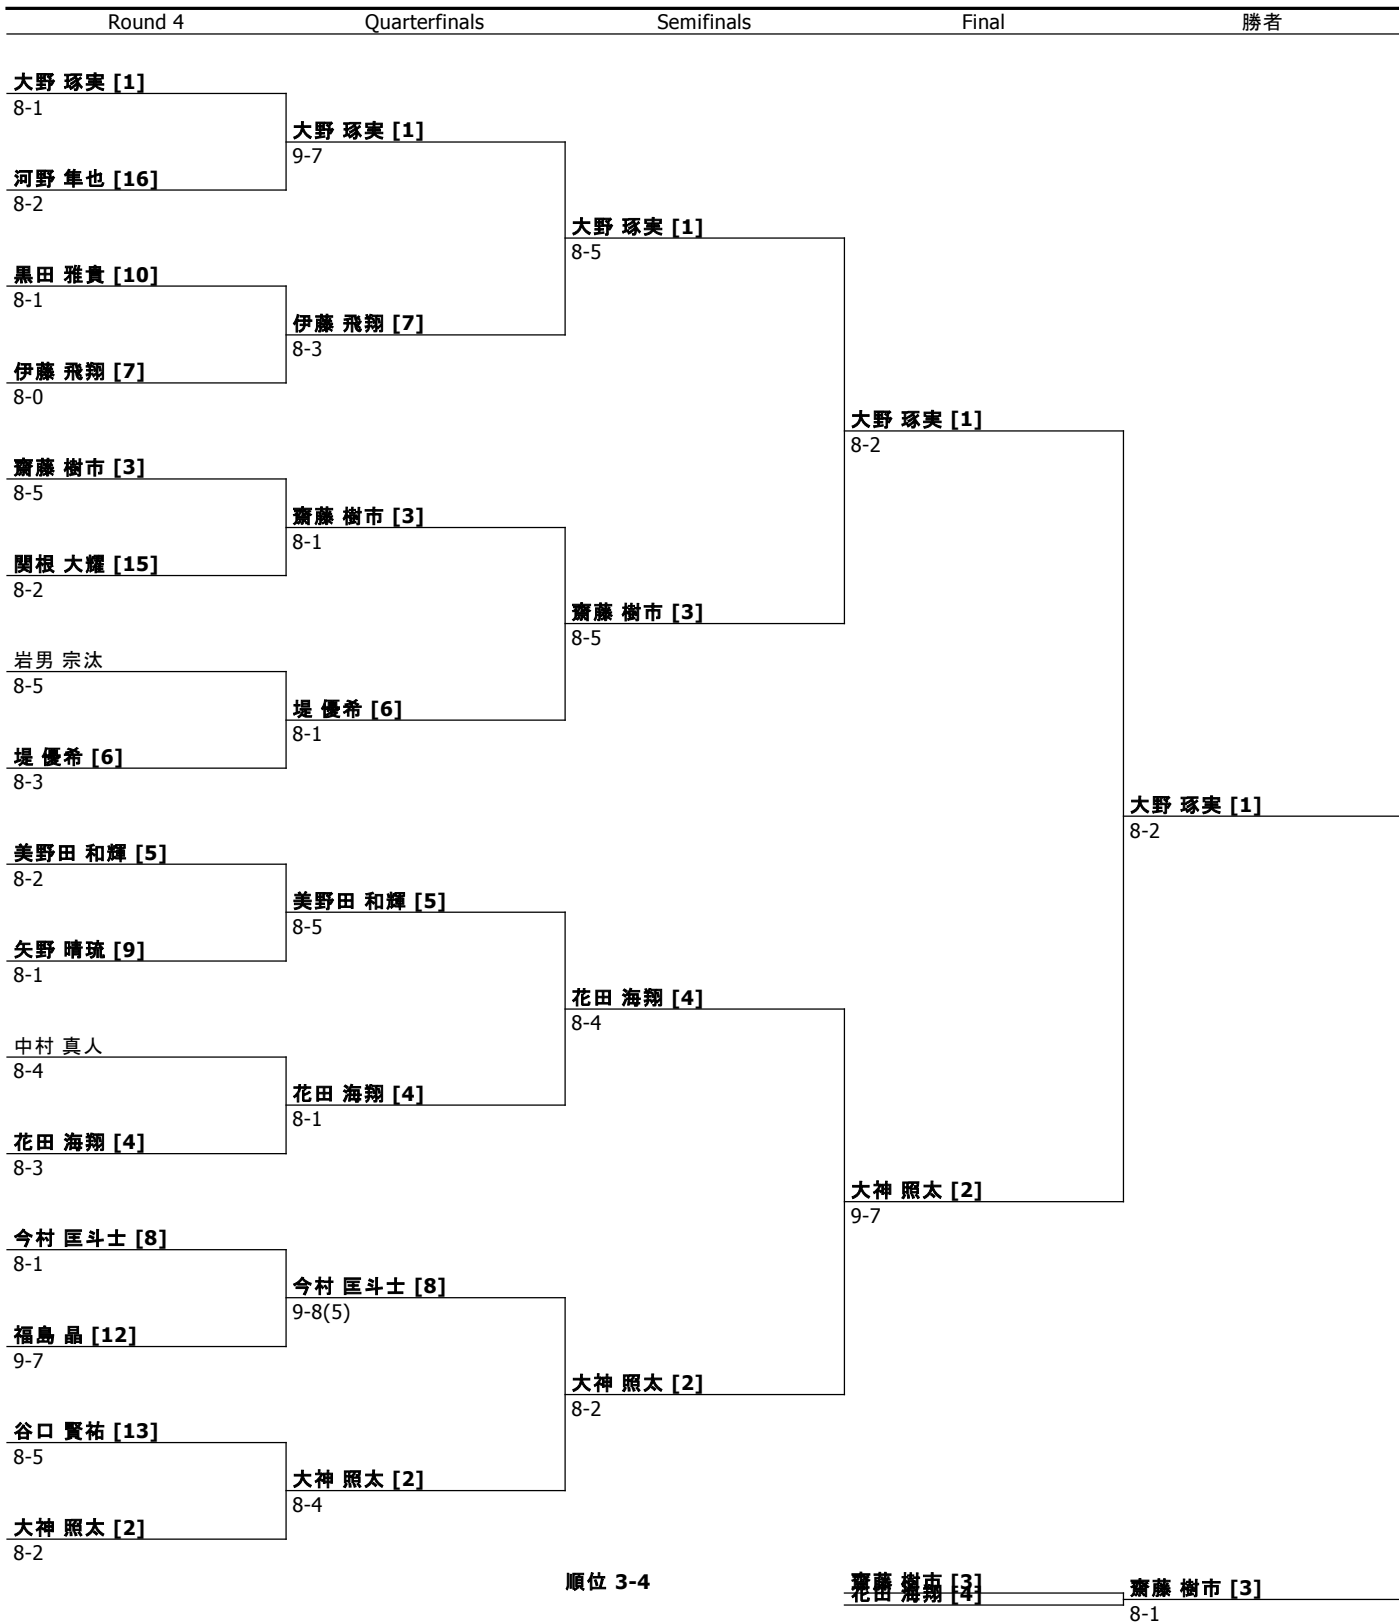 Round 4 Quarterfinals Semifinals Final 勝者
大野 琢実 [1]
8-1
大野 琢実 [1]
9-7
河野 隼也 [16]
8-2
大野 琢実 [1]
8-5
黒田 雅貴 [10]
8-1
伊藤 飛翔 [7]
8-3
伊藤 飛翔 [7]
8-0
大野 琢実 [1]
8-2
齋藤 樹市 [3]
8-5
齋藤 樹市 [3]
8-1
関根 大耀 [15]
8-2
齋藤 樹市 [3]
8-5
岩男 宗汰
8-5
堤 優希 [6]
8-1
堤 優希 [6]
8-3
大野 琢実 [1]
8-2
美野田 和輝 [5]
8-2
美野田 和輝 [5]
8-5
矢野 晴琉 [9]
8-1
花田 海翔 [4]
8-4
中村 真人
8-4
花田 海翔 [4]
8-1
花田 海翔 [4]
8-3
大神 照太 [2]
9-7
今村 匡斗士 [8]
8-1
今村 匡斗士 [8]
9-8(5)
福島 晶 [12]
9-7
大神 照太 [2]
8-2
谷口 賢祐 [13]
8-5
大神 照太 [2]
8-4
大神 照太 [2]
8-2
順位 3-4
齋藤 樹市 [3]
花田 海翔 [4]
齋藤 樹市 [3]
8-1